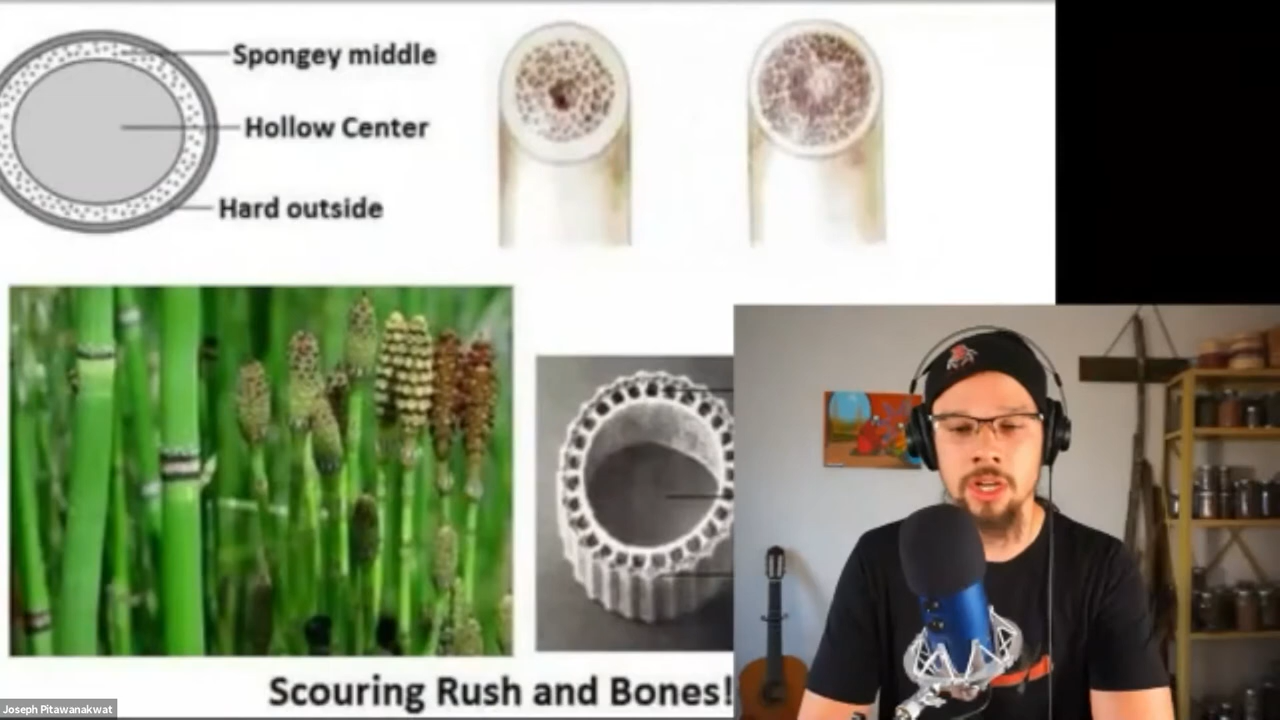 Spongey middle
Hollow Center
Hard outside
Scouring Rush and Bones!
Joseph Pitawanakwat